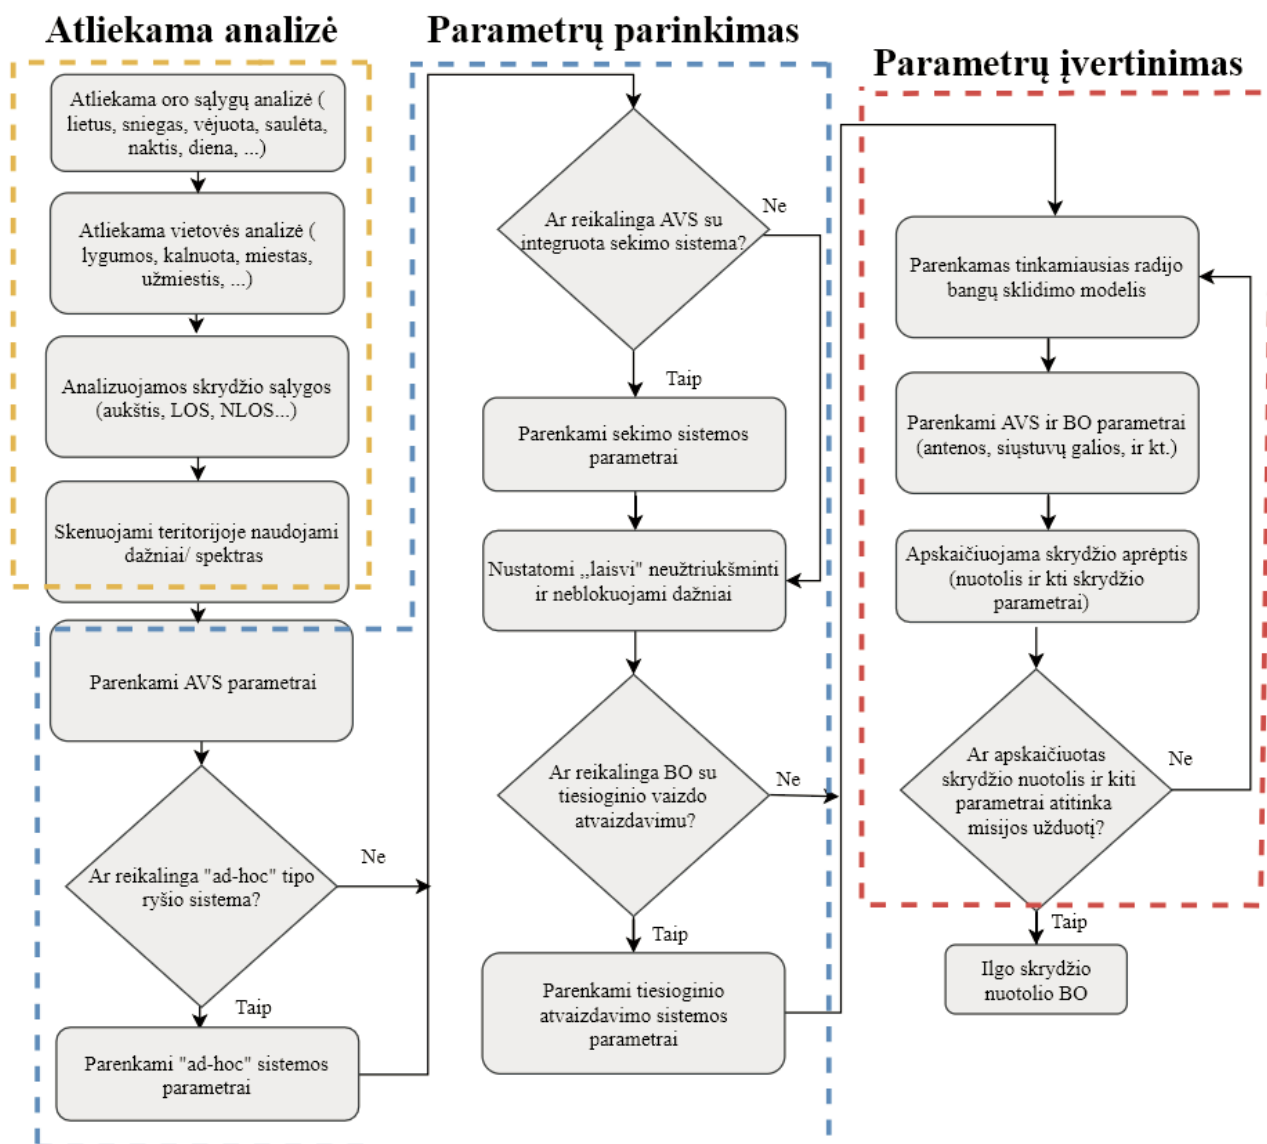 Atliekama analizė
Atliekama oro sąlygų analizė (
lietus, sniegas, vėjuota, saulėta,
naktis, diena, ...)
Atliekama vietovės analizė (
lygumos, kalnuota, miestas,
užmiestis, ...)
Analizuojamos skrydžio sąlygos
(aukštis, LOS, NLOS...)
Skenuojami teritorijoje naudojami
dažniai/ spektras
Parenkami AVS parametrai
Ar reikalinga "ad-hoc" tipo
ryšio sistema?
Ne
Taip
Parenkami "ad-hoc" sistemos
parametrai
Parametrų parinkimas
Ar reikalinga AVS su
integruota sekimo sistema?
Ne
Taip
Parenkami sekimo sistemos
parametrai
Nustatomi ,,laisvi" neužtriukšminti
ir neblokuojami dažniai
Ar reikalinga BO su
tiesioginio vaizdo
atvaizdavimu?
Ne
Taip
Parenkami tiesioginio
atvaizdavimo sistemos
parametrai
Parametrų įvertinimas
Parenkamas tinkamiausias radijo
bangų sklidimo modelis
Parenkami AVS ir BO parametrai
(antenos, siųstuvų galios, ir kt.)
Apskaičiuojama skrydžio aprėptis
(nuotolis ir kti skrydžio
parametrai)
Ar apskaičiuotas
skrydžio nuotolis ir kiti
parametrai atitinka
misijos užduotį?
Ne
Taip
Ilgo skrydžio
nuotolio BO